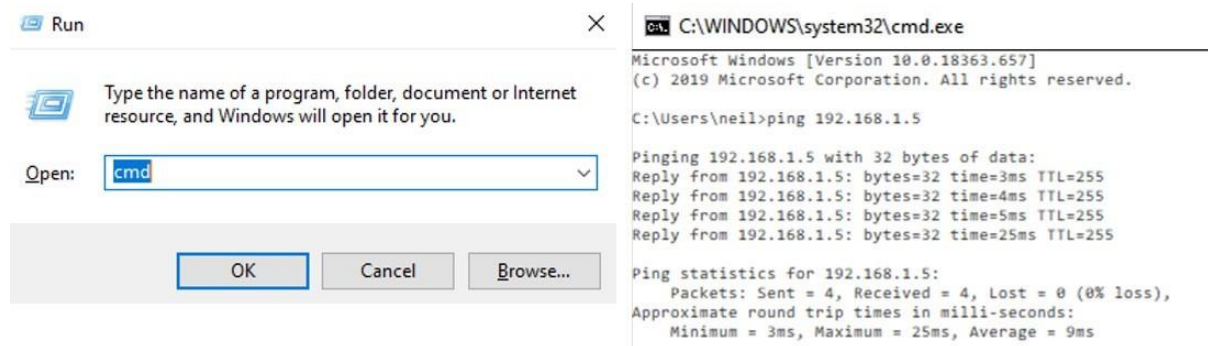 Run
Type the name of a program, folder, document or Internet
resource, and Windows will open it for you.
Open:
cmd
OK
Cancel
Browse...
C:\WINDOWS\system32\cmd.exe
Microsoft Windows [Version 10.0.18363.657]
(c) 2019 Microsoft Corporation. All rights reserved.
C:\Users\neil>ping 192.168.1.5
Pinging 192.168.1.5 with 32 bytes of data:
Reply from 192.168.1.5: bytes=32 time=3ms TTL=255
Reply from 192.168.1.5: bytes=32 time=4ms TTL=255
Reply from 192.168.1.5: bytes=32 time=5ms TTL=255
Reply from 192.168.1.5: bytes=32 time=25ms TTL=255
Ping statistics for 192.168.1.5:
Packets: Sent = 4, Received = 4, Lost = 0 (0% loss),
Approximate round trip times in milli-seconds:
Minimum = 3ms, Maximum = 25ms, Average = 9ms